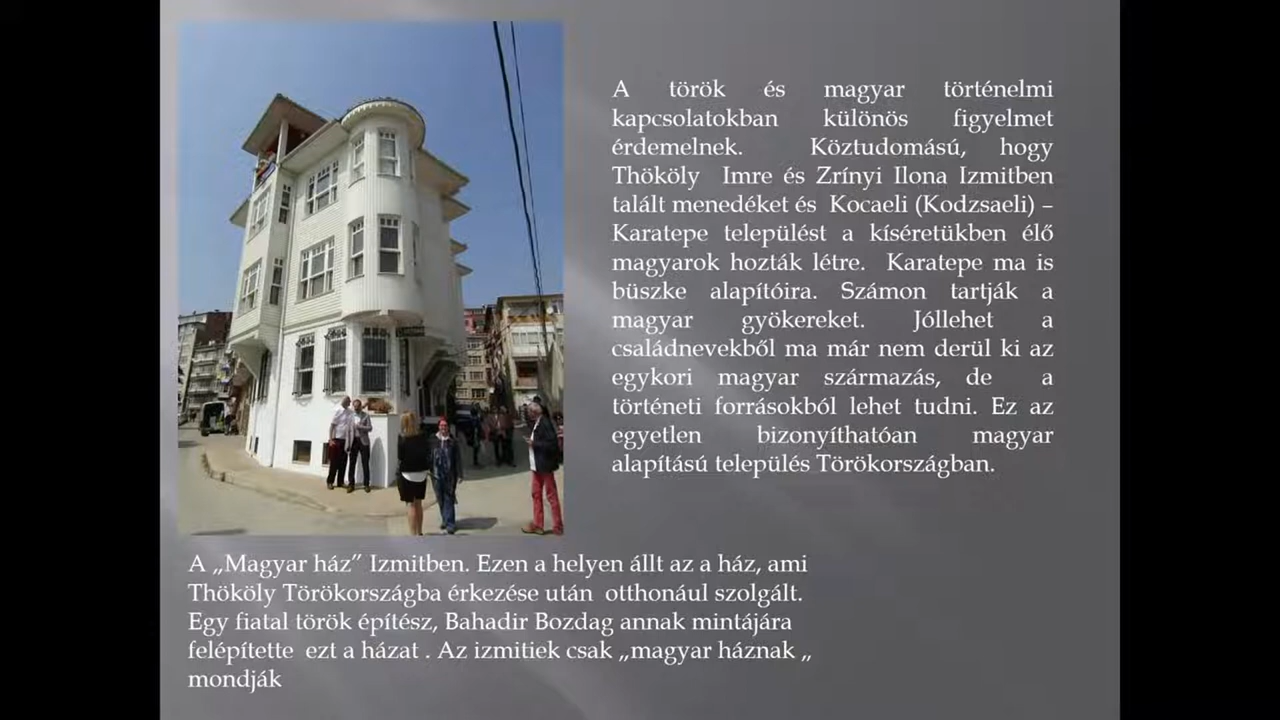 A török és magyar történelmi
kapcsolatokban különös figyelmet
érdemelnek. Köztudomású, hogy
Thököly Imre és Zrínyi Ilona Izmitben
talált menedéket és Kocaeli (Kodzsaeli) –
Karatepe települést a kíséretükben élő
magyarok hozták létre. Karatepe ma is
büszke alapítóira. Számon tartják a
magyar gyökereket. Jóllehet a
családnevekből ma már nem derül ki az
egykori magyar származás, de a
történeti forrásokból lehet tudni. Ez az
egyetlen bizonyíthatóan magyar
alapítású település Törökországban.
A „Magyar ház” Izmitben. Ezen a helyen állt az a ház, ami
Thököly Törökországba érkezése után otthonául szolgált.
Egy fiatal török építész, Bahadir Bozdag annak mintájára
felépítette ezt a házat . Az izmitiek csak „magyar háznak „
mondják